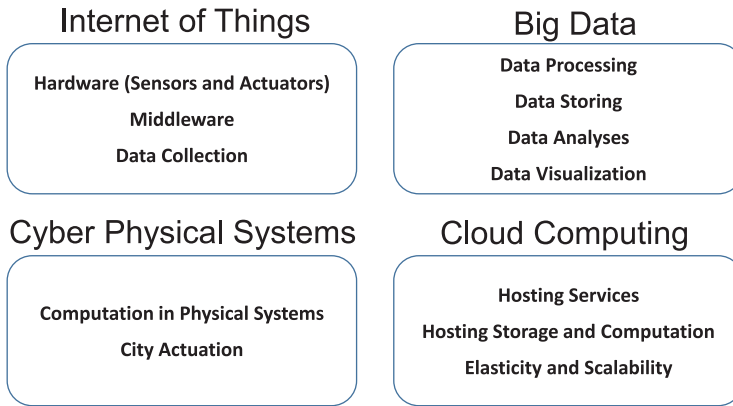 Internet of Things
Hardware (Sensors and Actuators)
Middleware
Data Collection
Big Data
Data Processing
Data Storing
Data Analyses
Data Visualization
Cyber Physical Systems
Computation in Physical Systems
City Actuation
Cloud Computing
Hosting Services
Hosting Storage and Computation
Elasticity and Scalability